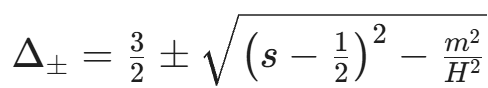 Δ± = 3/2 ± √((s − 1/2)² − m²/H²)